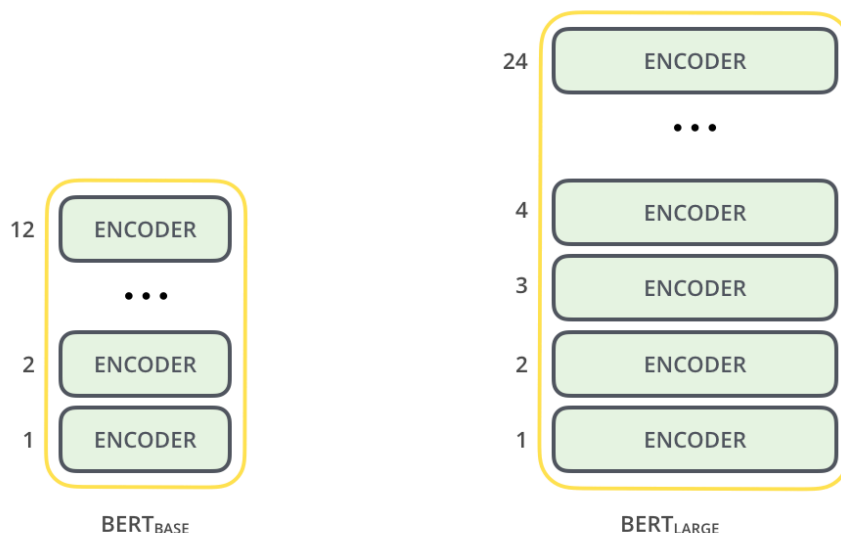 24 ENCODER
•••
4 ENCODER
12 ENCODER
3 ENCODER
•••
2 ENCODER
2 ENCODER
1 ENCODER
1 ENCODER
BERTBASE
BERTLARGE